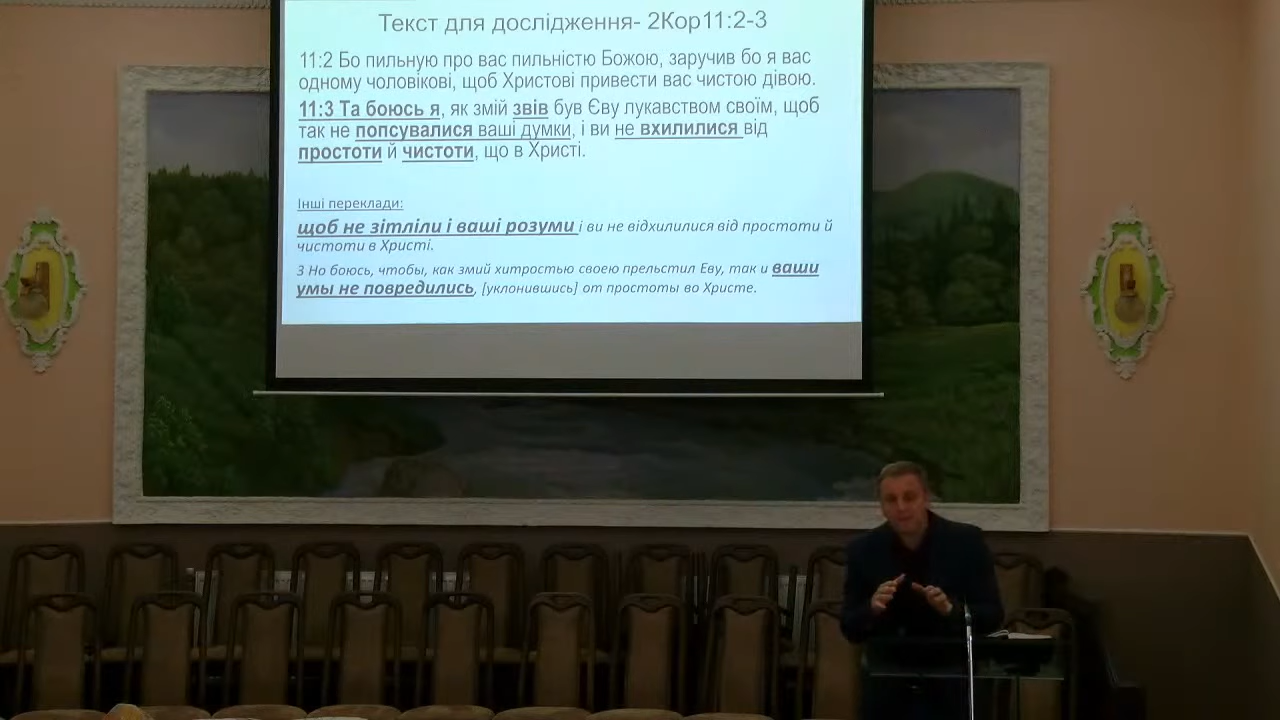 Текст для дослідження- 2Кор11:2-3
11:2 Бо пильную про вас пильністю Божою, заручив бо я вас
одному чоловікові, щоб Христові привести вас чистою дівою.
11:3 Та боюсь я, як змій звів був Єву лукавством своїм, щоб
так не попсувалися ваші думки, і ви не вхилилися від
простоти й чистоти, що в Христі.
Інші переклади:
щоб не зітліли і ваші розуми і ви не відхилилися від простоти й
чистоти в Христі.
3 Но боюсь, чтобы, как змий хитростью своею прельстил Еву, так и ваши
умы не повредились, [уклонившись] от простоты во Христе.